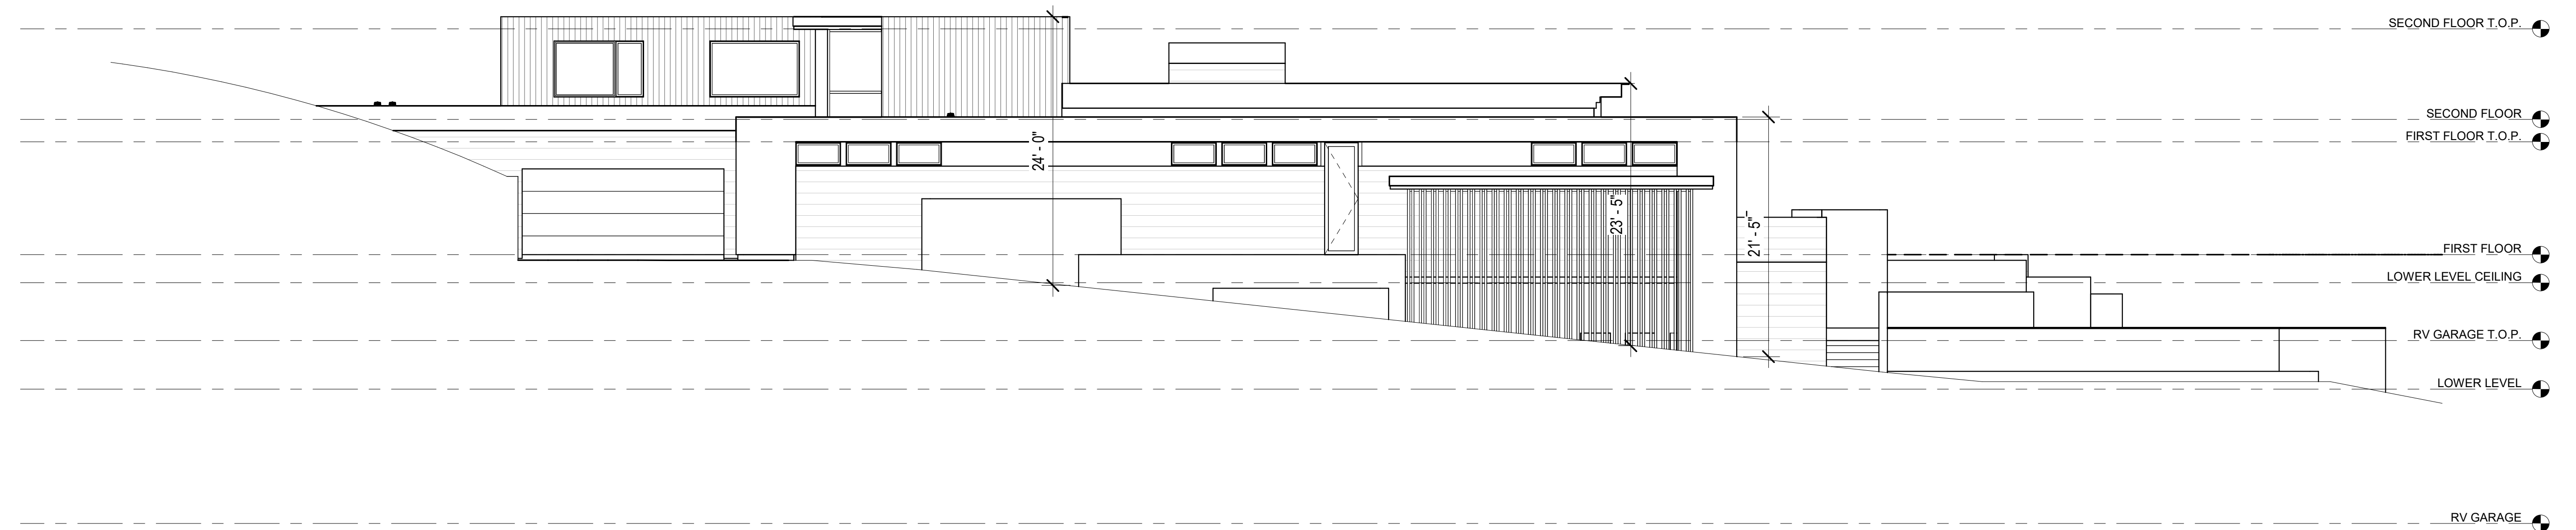 SECOND FLOOR T.O.P.
SECOND FLOOR
FIRST FLOOR T.O.P.
24' - 0"
23' - 5"
21' - 5"
FIRST FLOOR
LOWER LEVEL CEILING
RV GARAGE T.O.P.
LOWER LEVEL
RV GARAGE